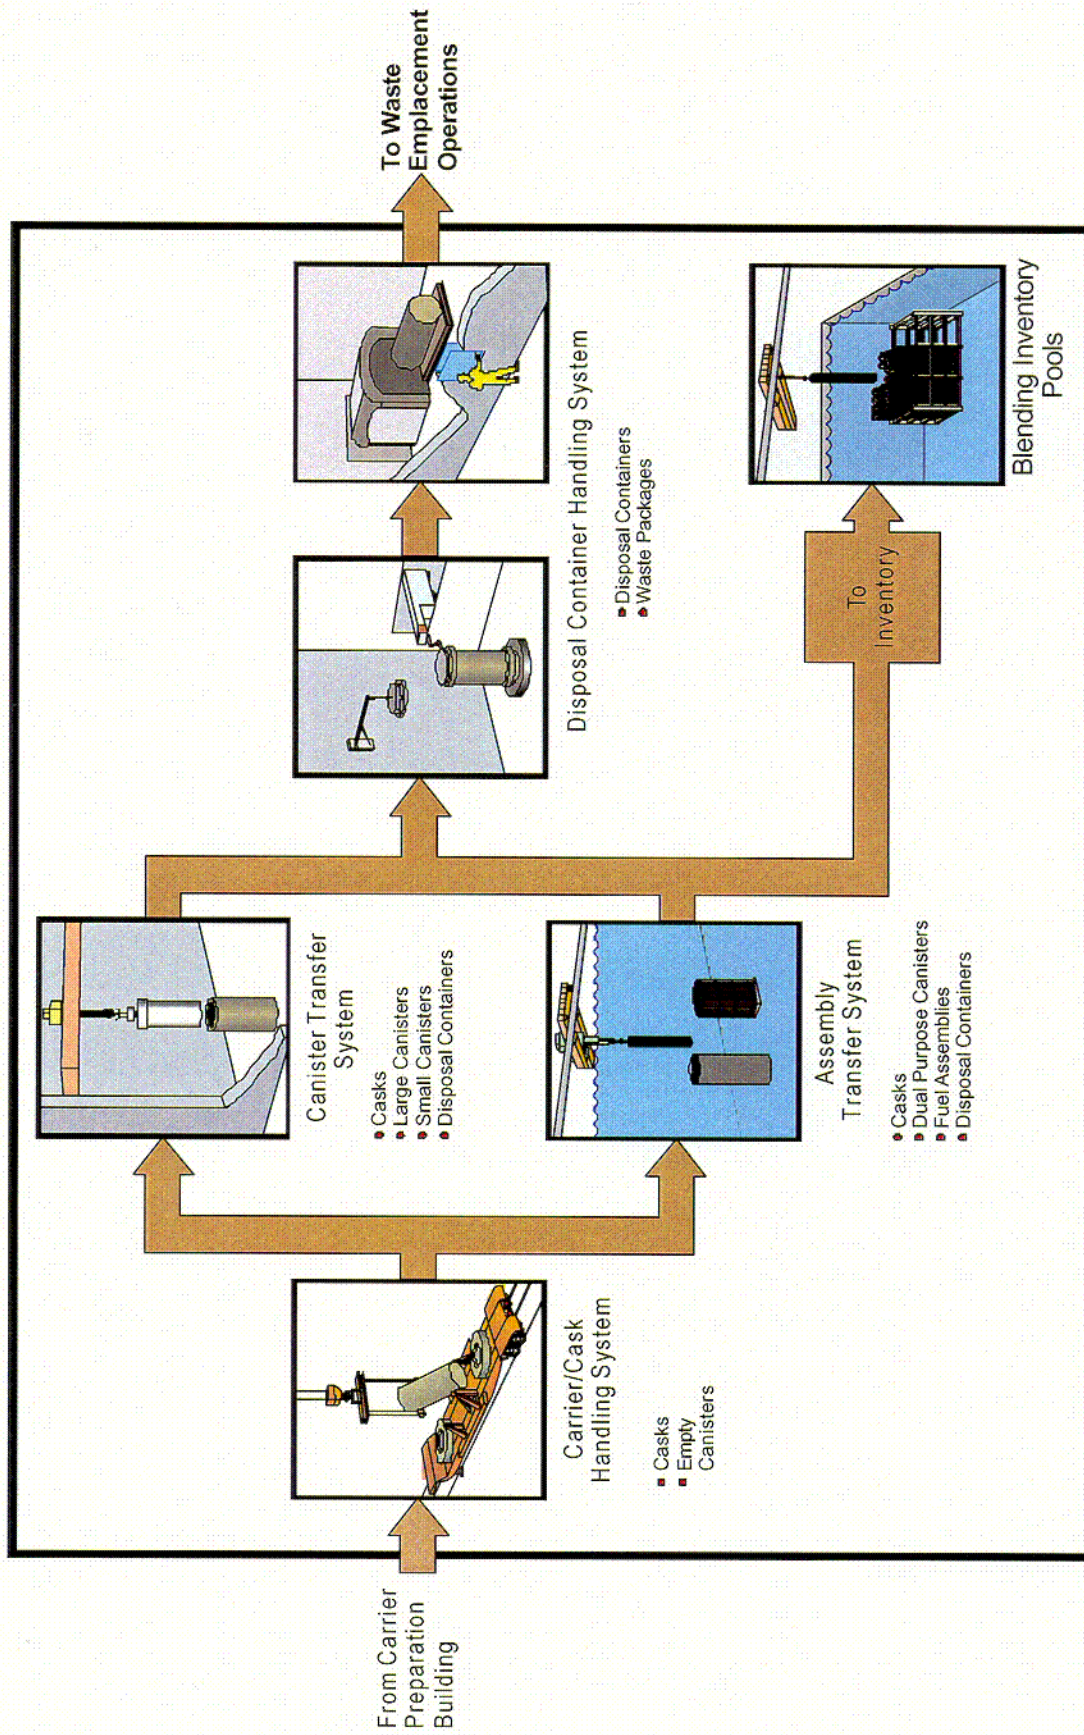 From Carrier
Preparation
Building
Carrier/Cask
Handling System
Casks
Empty
Canisters
Canister Transfer
System
Casks
Large Canisters
Small Canisters
Disposal Containers
Assembly
Transfer System
Casks
Dual Purpose Canisters
Fuel Assemblies
Disposal Containers
Disposal Container Handling System
Disposal Containers
Waste Packages
To
Inventory
Blending Inventory
Pools
To Waste
Emplacement
Operations